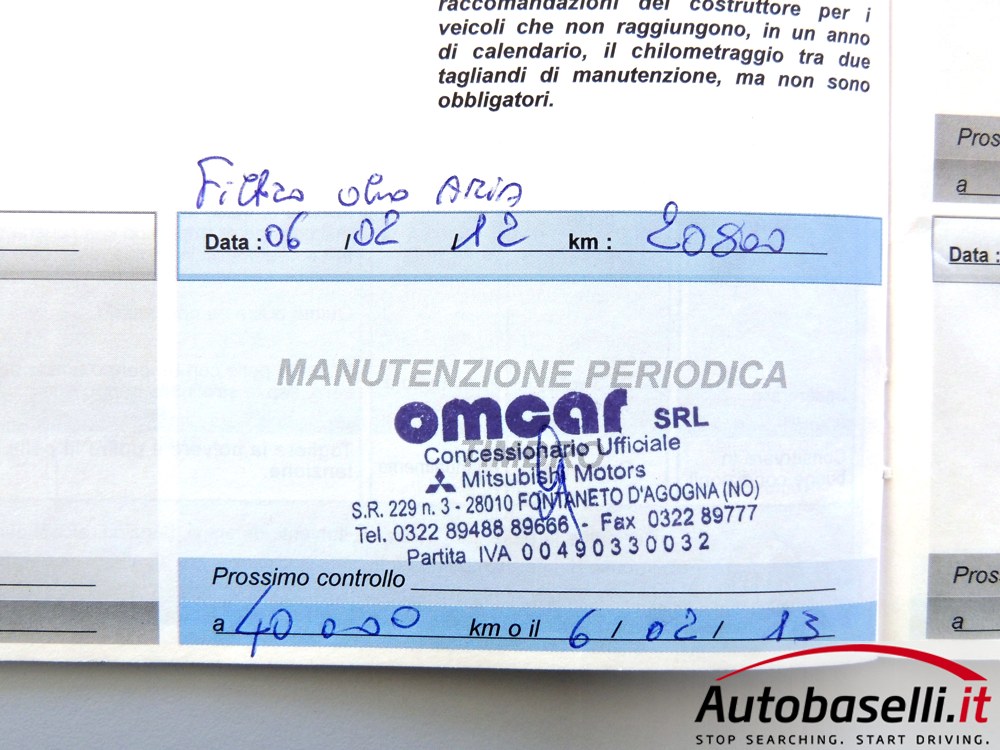 raccomandazioni del costruttore per i
veicoli che non raggiungono, in un anno
di calendario, il chilometraggio tra due
tagliandi di manutenzione, ma non sono
obbligatori.
Filtro olio ARIA
Data : 06 / 02 / 12 km : 20800
MANUTENZIONE PERIODICA
TIMBRO
omcar SRL
Concessionario Ufficiale
Mitsubishi Motors
S.R. 229 n. 3 - 28010 FONTANETO D'AGOGNA (NO)
Tel. 0322 89488 89666 - Fax 0322 89777
Partita IVA 00490330032
Prossimo controllo
a 40000 km o il 6 / 02 / 13
Pros
a
Data :
Pros
a
Autobaselli.it
STOP SEARCHING. START DRIVING.